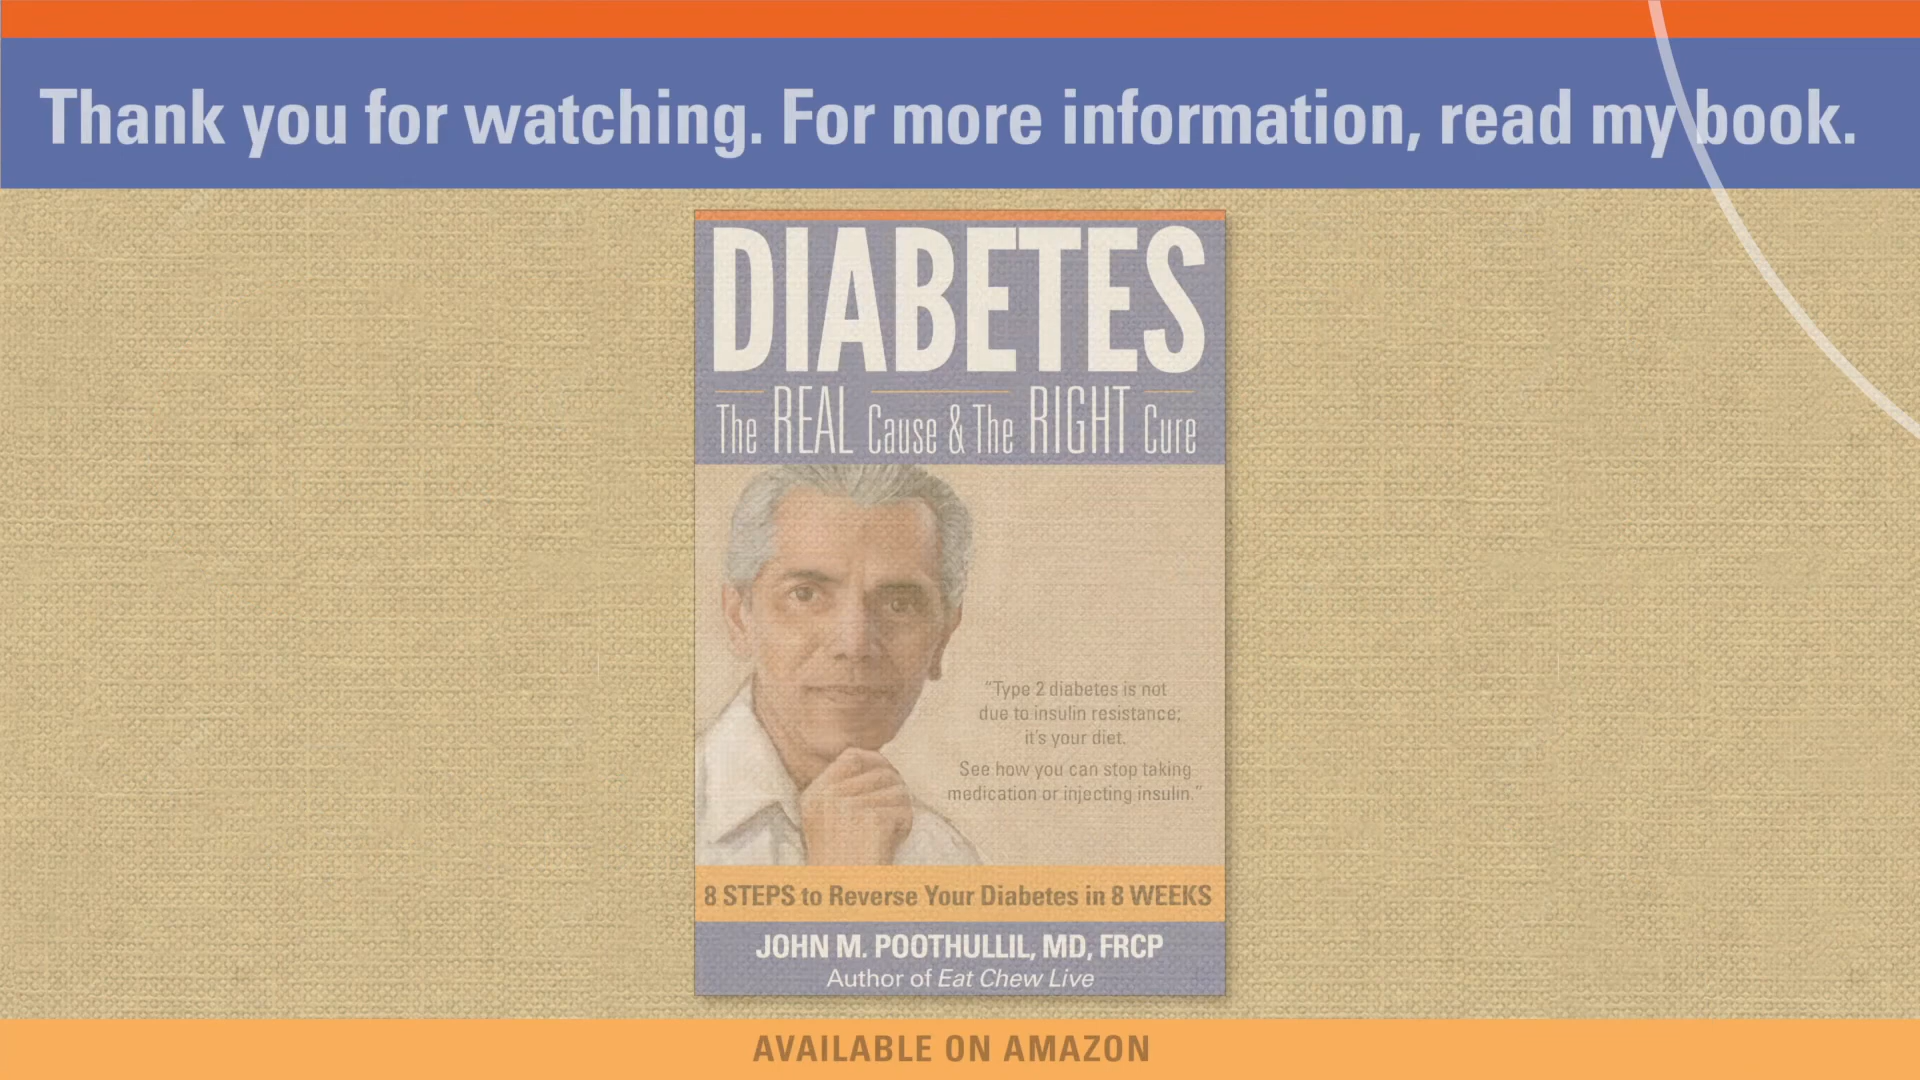 Thank you for watching. For more information, read my book.
DIABETES
The REAL Cause & The RIGHT Cure
“Type 2 diabetes is not
due to insulin resistance;
it's your diet.
See how you can stop taking
medication or injecting insulin.”
8 STEPS to Reverse Your Diabetes in 8 WEEKS
JOHN M. POOTHULLIL, MD, FRCP
Author of Eat Chew Live
AVAILABLE ON AMAZON